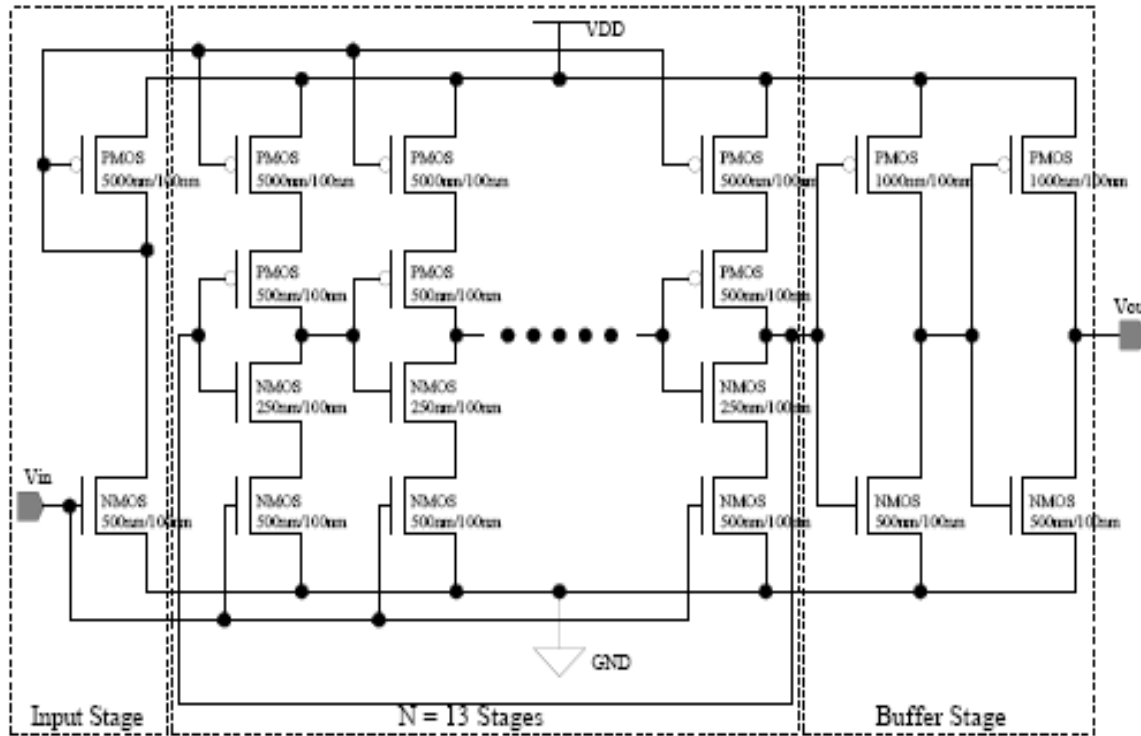 VDD
PMOS
5000nm/100nm
PMOS
5000nm/100nm
PMOS
5000nm/100nm
PMOS
5000nm/100nm
PMOS
1000nm/100nm
PMOS
1000nm/100nm
PMOS
500nm/100nm
PMOS
500nm/100nm
PMOS
500nm/100nm
Vou
NMOS
250nm/100nm
NMOS
250nm/100nm
NMOS
250nm/100nm
Vin
NMOS
500nm/100nm
NMOS
500nm/100nm
NMOS
500nm/100nm
NMOS
500nm/100nm
NMOS
500nm/100nm
NMOS
500nm/100nm
GND
Input Stage
N = 13 Stages
Buffer Stage